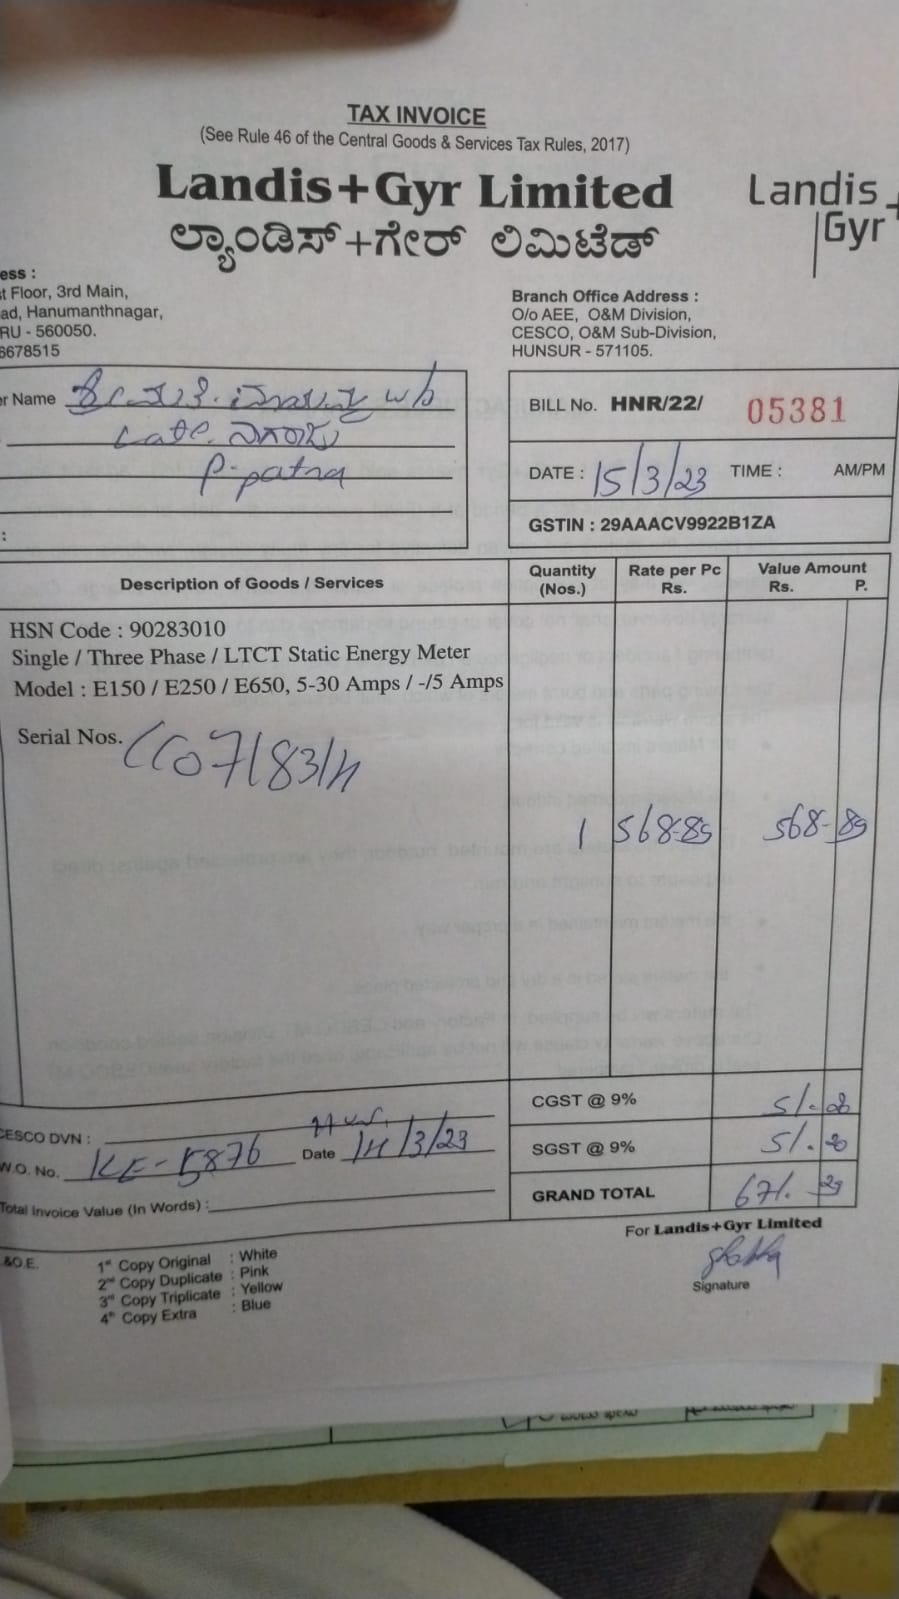 TAX INVOICE
(See Rule 46 of the Central Goods & Services Tax Rules, 2017)
Landis+Gyr Limited
ಲ್ಯಾಂಡಿಸ್+ಗೇರ್ ಲಿಮಿಟೆಡ್
Landis+
Gyr
ess :
t Floor, 3rd Main,
ad, Hanumanthnagar,
RU - 560050.
6678515
Branch Office Address :
O/o AEE, O&M Division,
CESCO, O&M Sub-Division,
HUNSUR - 571105.
er Name ಶ್ರೀಮತಿ. w/o
Late.
P-patna
:
BILL No. HNR/22/ 05381
DATE : 15/3/23 TIME : AM/PM
GSTIN : 29AAACV9922B1ZA
Description of Goods / Services Quantity (Nos.) Rate per Pc Rs. Value Amount Rs. P.
HSN Code : 90283010
Single / Three Phase / LTCT Static Energy Meter
Model : E150 / E250 / E650, 5-30 Amps / -/5 Amps
Serial Nos.
1 568-89 568- 89
CGST @ 9% 51.20
SGST @ 9% 51.20
GRAND TOTAL 671. 29
CESCO DVN :
W.O. No. KE-5876 Date 14/3/23
Total Invoice Value (In Words) :
For Landis+Gyr Limited
Signature
&O.E.
1st Copy Original : White
2nd Copy Duplicate : Pink
3rd Copy Triplicate : Yellow
4th Copy Extra : Blue